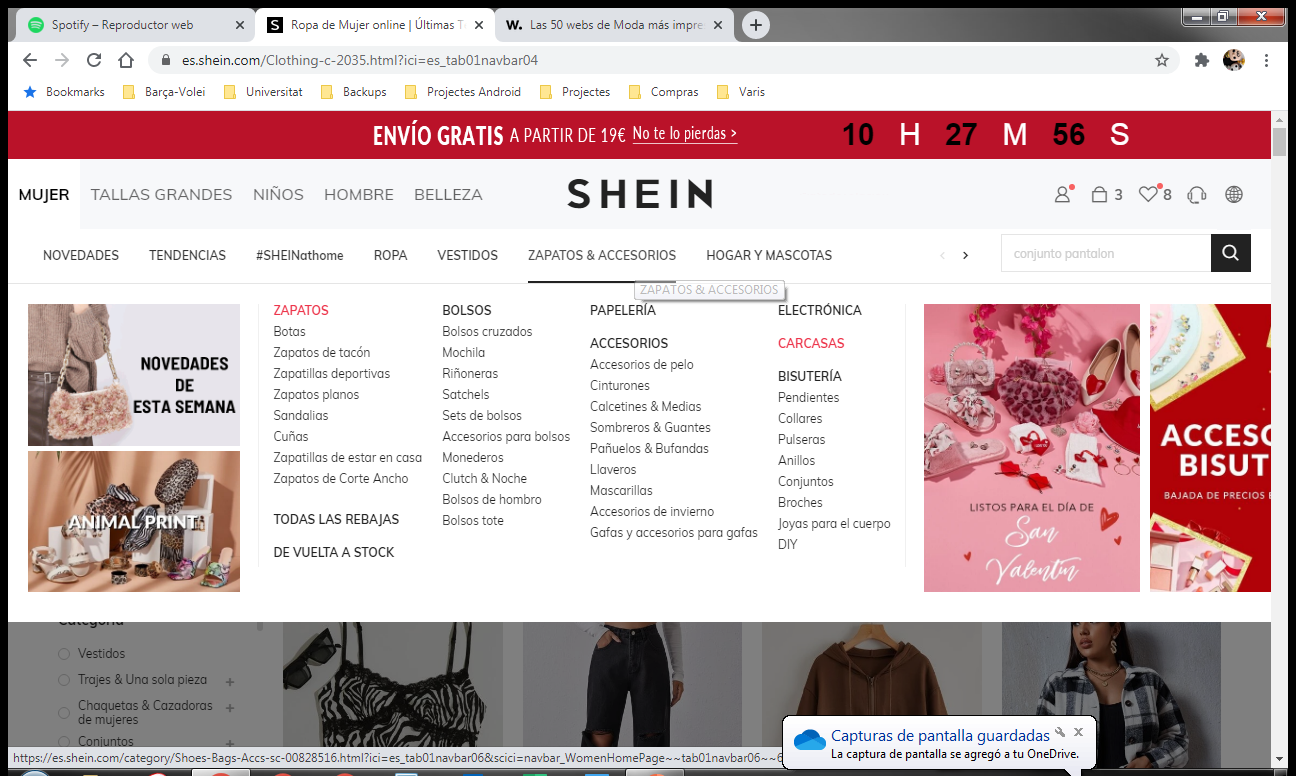 Spotify – Reproductor web
Ropa de Mujer online | Últimas T
W. Las 50 webs de Moda más impre
es.shein.com/Clothing-c-2035.html?ici=es_tab01navbar04
Bookmarks Barça-Volei Universitat Backups Projectes Android Projectes Compras Varis
ENVÍO GRATIS A PARTIR DE 19€ No te lo pierdas > 10 H 27 M 56 S
MUJER TALLAS GRANDES NIÑOS HOMBRE BELLEZA SHEIN 3 8
NOVEDADES TENDENCIAS #SHEINathome ROPA VESTIDOS ZAPATOS & ACCESORIOS HOGAR Y MASCOTAS conjunto pantalon
ZAPATOS & ACCESORIOS
NOVEDADES
DE
ESTA SEMANA
ANIMAL PRINT
ZAPATOS
Botas
Zapatos de tacón
Zapatillas deportivas
Zapatos planos
Sandalias
Cuñas
Zapatillas de estar en casa
Zapatos de Corte Ancho
TODAS LAS REBAJAS
DE VUELTA A STOCK
BOLSOS
Bolsos cruzados
Mochila
Riñoneras
Satchels
Sets de bolsos
Accesorios para bolsos
Monederos
Clutch & Noche
Bolsos de hombro
Bolsos tote
PAPELERÍA
ACCESORIOS
Accesorios de pelo
Cinturones
Calcetines & Medias
Sombreros & Guantes
Pañuelos & Bufandas
Llaveros
Mascarillas
Accesorios de invierno
Gafas y accesorios para gafas
ELECTRÓNICA
CARCASAS
BISUTERÍA
Pendientes
Collares
Pulseras
Anillos
Conjuntos
Broches
Joyas para el cuerpo
DIY
LISTOS PARA EL DÍA DE
San
Valentín
ACCESO
BISUT
BAJADA DE PRECIOS E
Categoría
Vestidos
Trajes & Una sola pieza
Chaquetas & Cazadoras
de mujeres
Conjuntos
Capturas de pantalla guardadas
La captura de pantalla se agregó a tu OneDrive.
https://es.shein.com/category/Shoes-Bags-Accs-sc-00828516.html?ici=es_tab01navbar06&scici=navbar_WomenHomePage~~tab01navbar06~~6